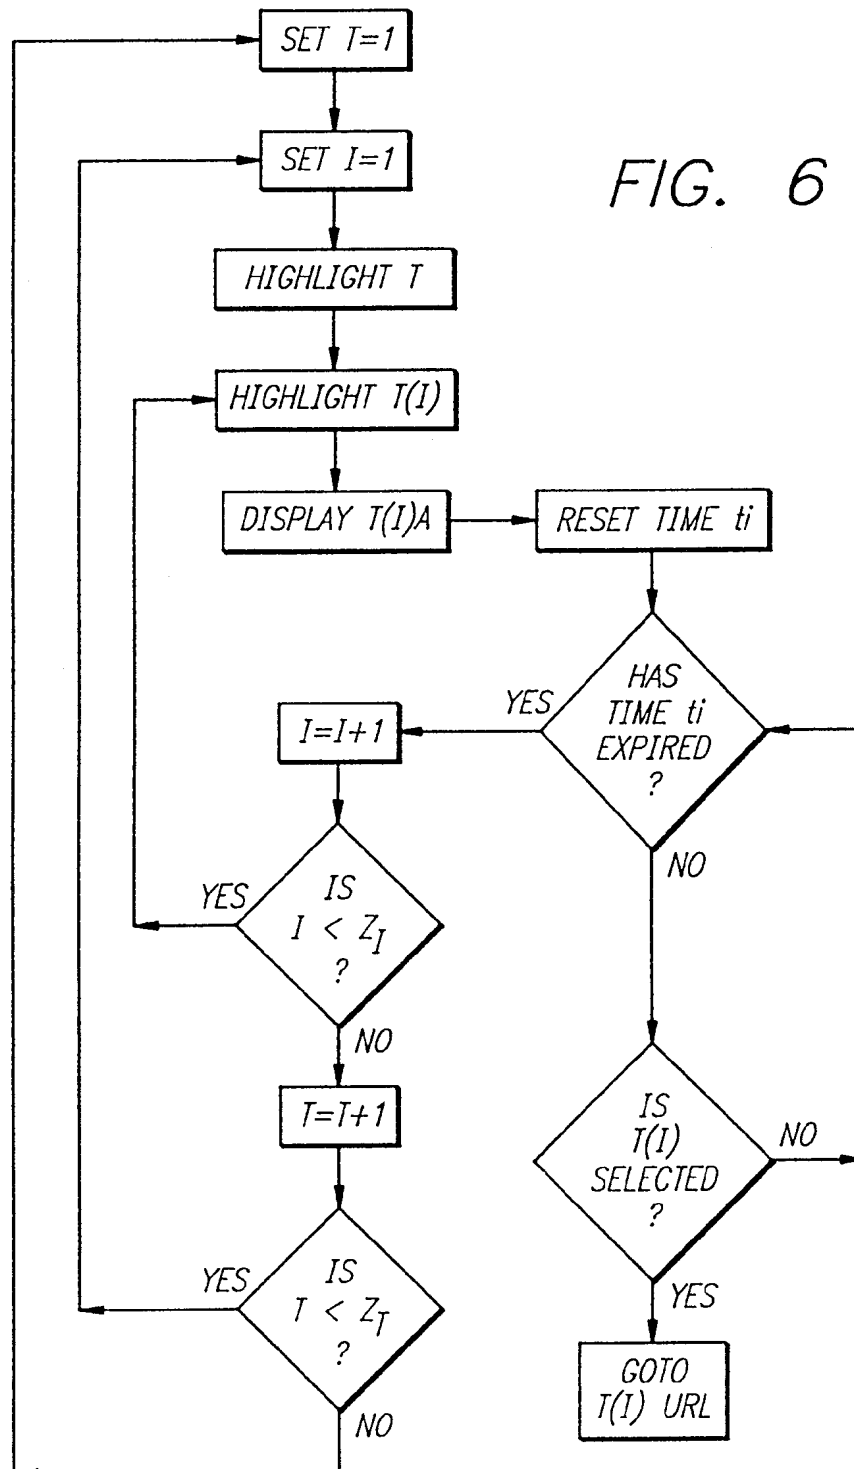 SET T=1
SET I=1
FIG. 6
HIGHLIGHT T
HIGHLIGHT T(I)
DISPLAY T(I)A
RESET TIME ti
HAS
TIME ti
EXPIRED
?
YES
NO
I=I+1
IS
I < Z_I
?
YES
NO
T=T+1
IS
T(I)
SELECTED
?
NO
YES
IS
T < Z_T
?
YES
NO
GOTO
T(I) URL